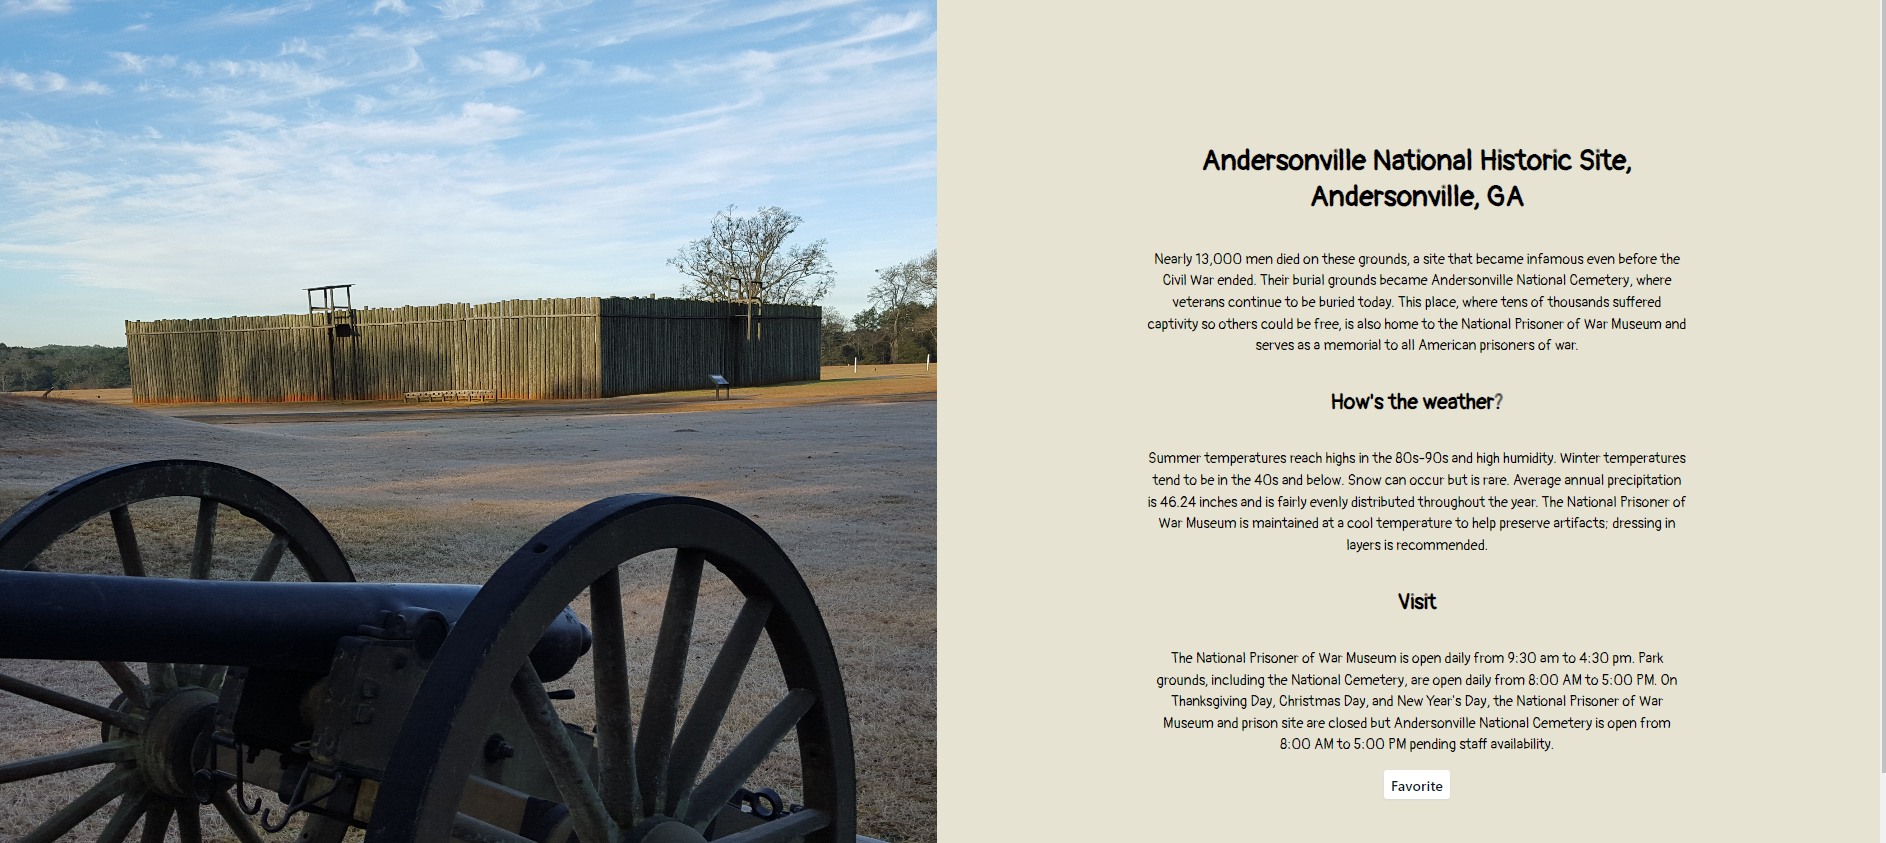 Andersonville National Historic Site,
Andersonville, GA
Nearly 13,000 men died on these grounds, a site that became infamous even before the
Civil War ended. Their burial grounds became Andersonville National Cemetery, where
veterans continue to be buried today. This place, where tens of thousands suffered
captivity so others could be free, is also home to the National Prisoner of War Museum and
serves as a memorial to all American prisoners of war.
How's the weather?
Summer temperatures reach highs in the 80s-90s and high humidity. Winter temperatures
tend to be in the 40s and below. Snow can occur but is rare. Average annual precipitation
is 46.24 inches and is fairly evenly distributed throughout the year. The National Prisoner of
War Museum is maintained at a cool temperature to help preserve artifacts; dressing in
layers is recommended.
Visit
The National Prisoner of War Museum is open daily from 9:30 am to 4:30 pm. Park
grounds, including the National Cemetery, are open daily from 8:00 AM to 5:00 PM. On
Thanksgiving Day, Christmas Day, and New Year's Day, the National Prisoner of War
Museum and prison site are closed but Andersonville National Cemetery is open from
8:00 AM to 5:00 PM pending staff availability.
Favorite